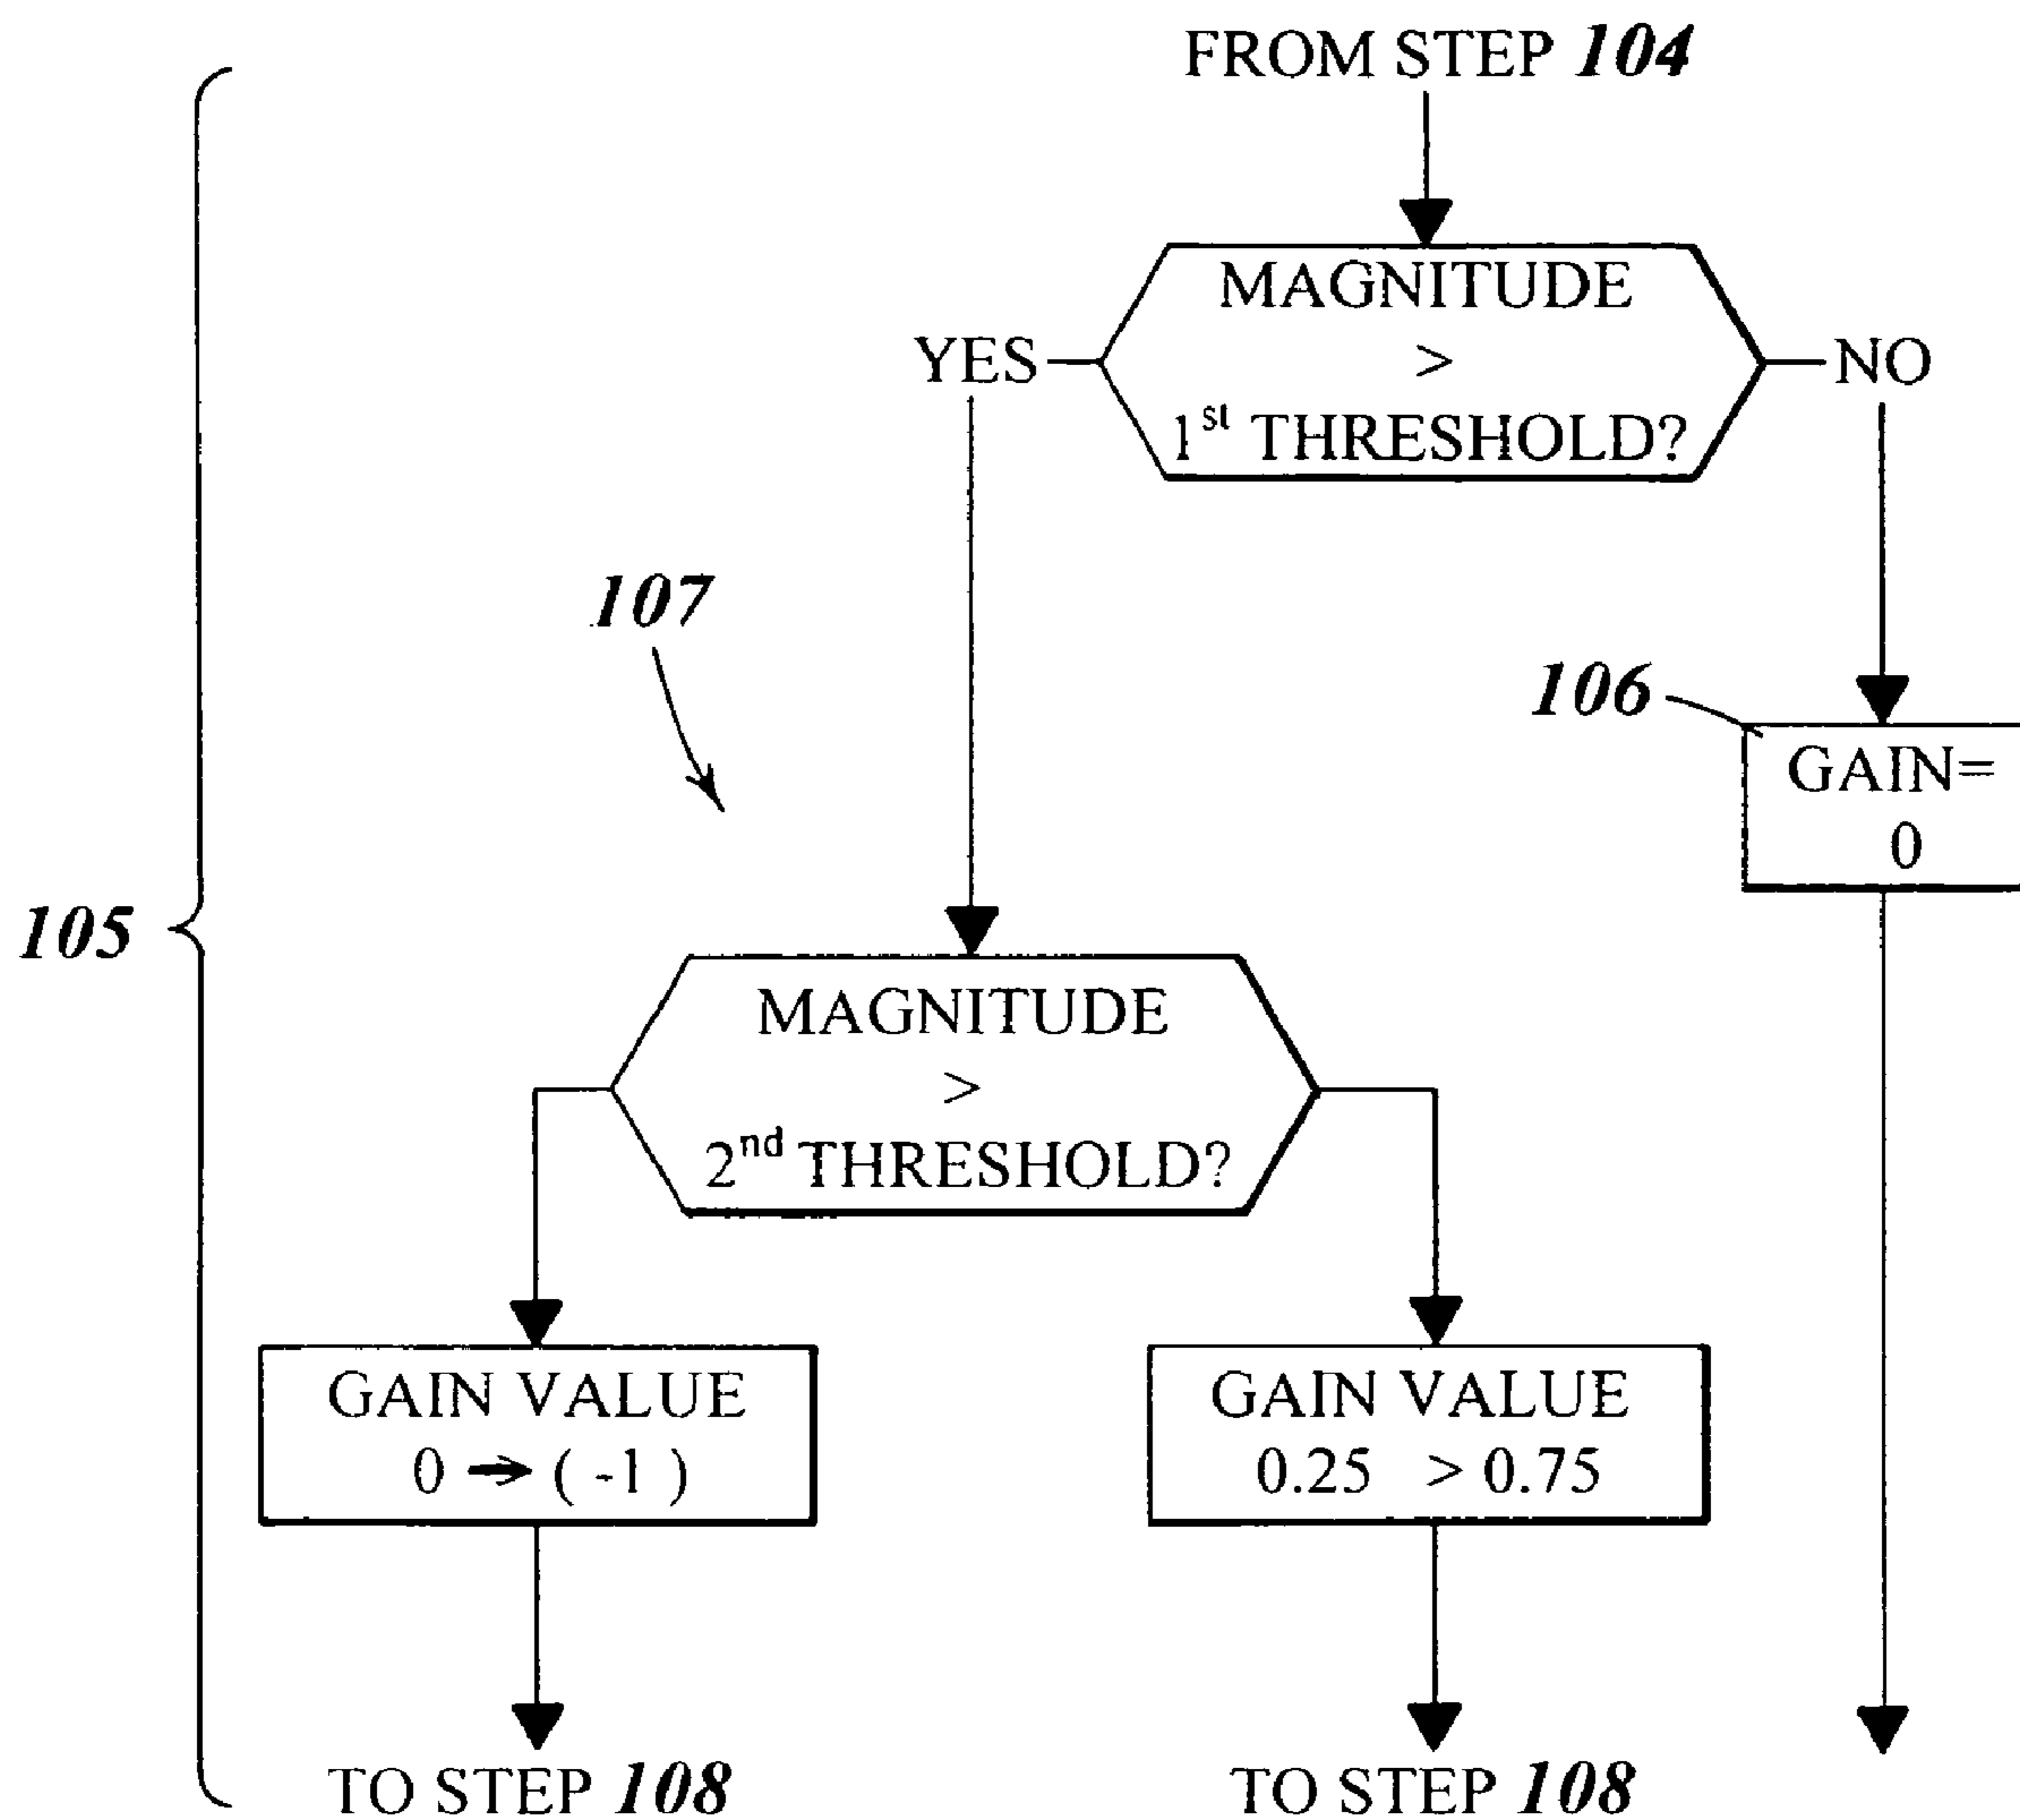 FROM STEP 104
MAGNITUDE
>
1st THRESHOLD?
YES
NO
107
106
GAIN=
0
105
MAGNITUDE
>
2nd THRESHOLD?
GAIN VALUE
0 → ( -1 )
GAIN VALUE
0.25 > 0.75
TO STEP 108
TO STEP 108